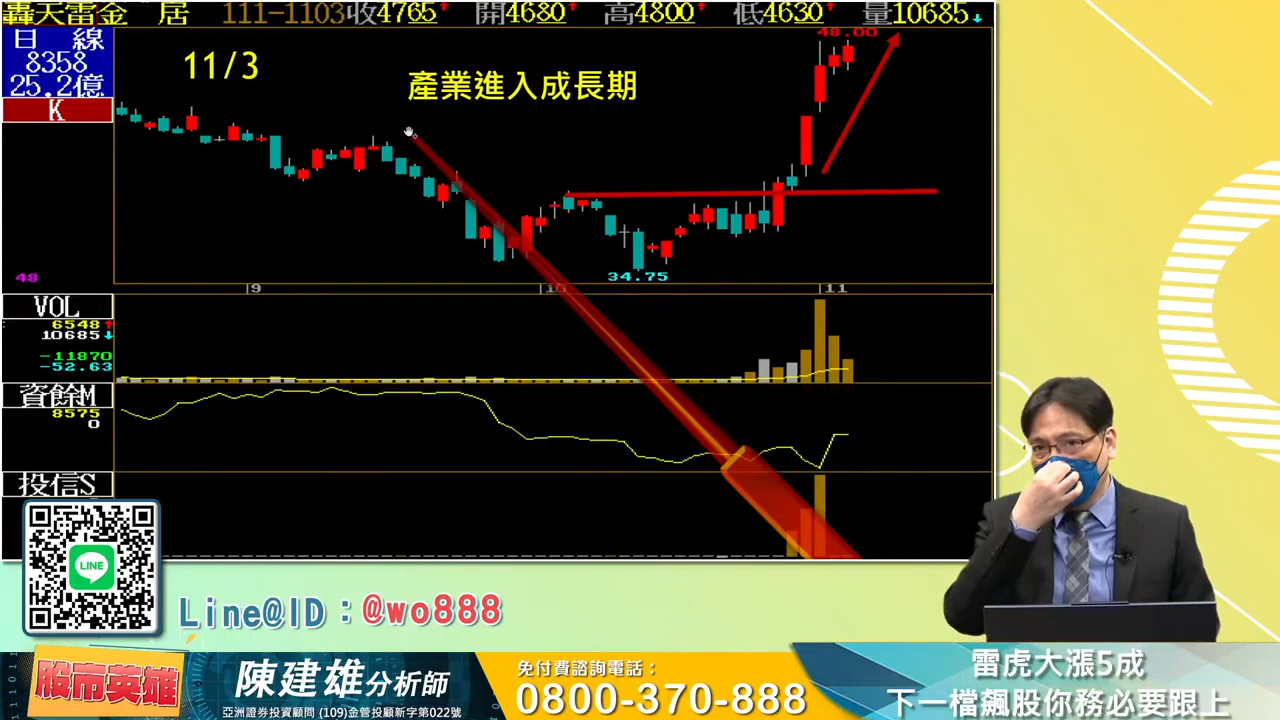 轟天雷金 居 111-1103收4765↑ 開4680↑ 高4800↑ 低4630↑ 量10685↓
日 線
8358
25.2億
K
11/3
產業進入成長期
48.00
34.75
48
9 10 11
VOL
6548↑
10685↓
-11870
-52.63
資餘M
8575
0
投信S
LINE
Line@ID：@wo888
股市英雄
陳建雄分析師
亞洲證券投資顧問 (109)金管投顧新字第022號
免付費諮詢電話：
0800-370-888
雷虎大漲5成
下一檔飆股你務必要跟上